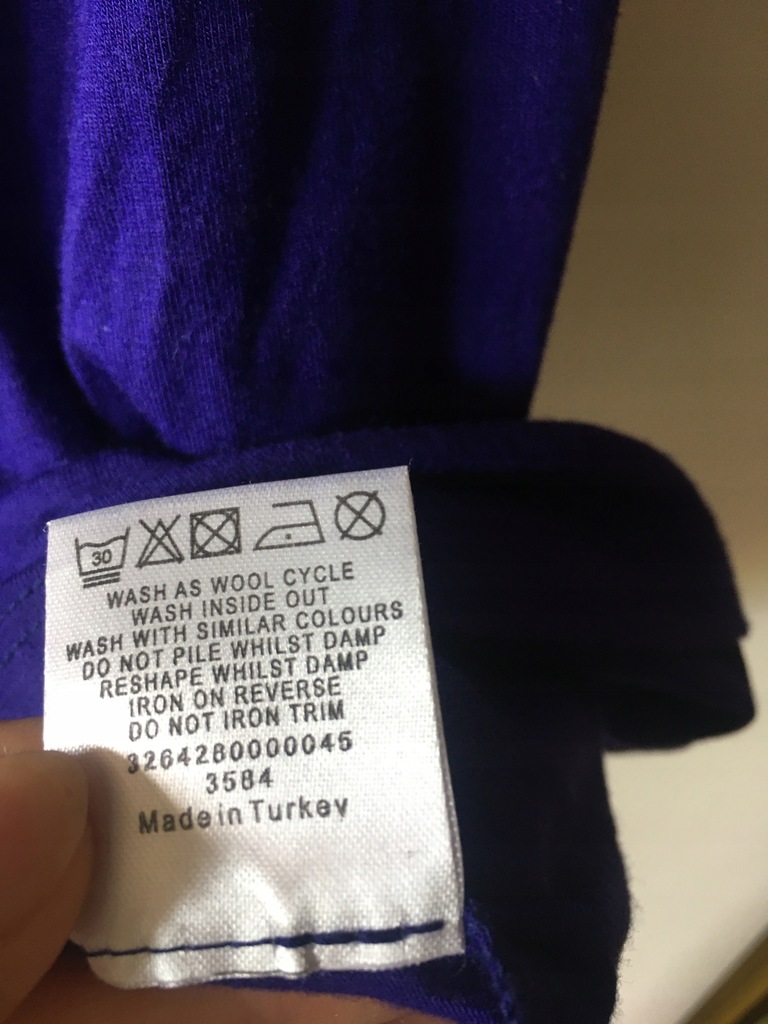 30
WASH AS WOOL CYCLE
WASH INSIDE OUT
WASH WITH SIMILAR COLOURS
DO NOT PILE WHILST DAMP
RESHAPE WHILST DAMP
IRON ON REVERSE
DO NOT IRON TRIM
3264280000045
3584
Made in Turkey